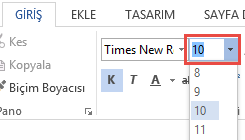 GİRİŞ EKLE TASARIM SAYFA D
Kes
Kopyala
Biçim Boyacısı
Pano
Times New R 10
K T A
8
9
10
11